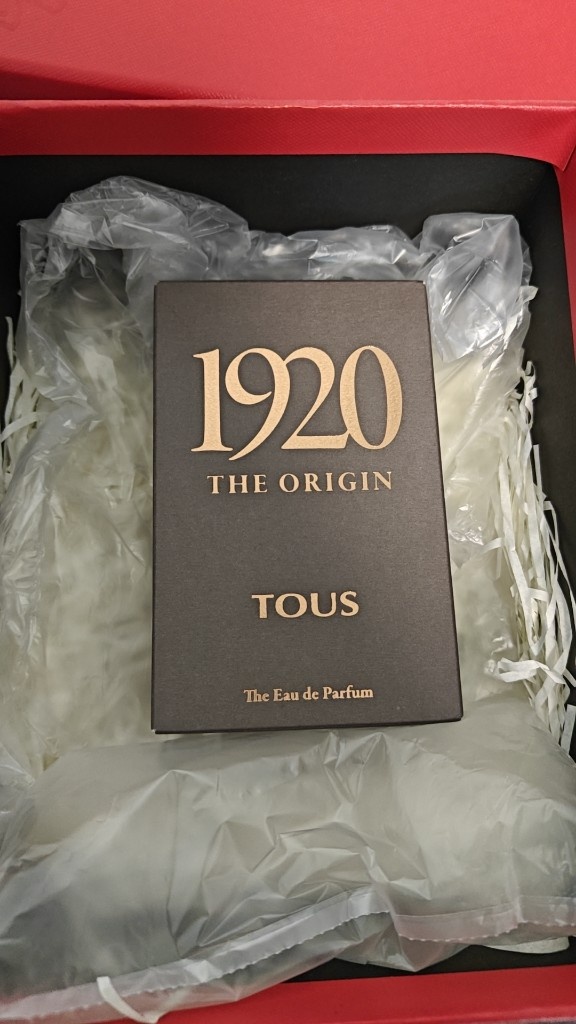 1920
THE ORIGIN
TOUS
The Eau de Parfum